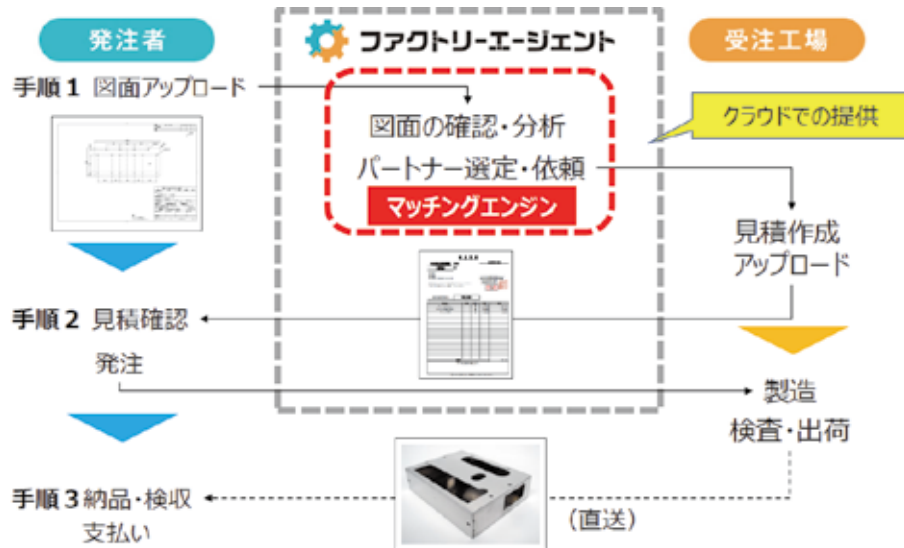 発注者
ファクトリーエージェント
受注工場
手順1 図面アップロード
図面の確認・分析
クラウドでの提供
パートナー選定・依頼
マッチングエンジン
見積作成
アップロード
手順2 見積確認
発注
製造
検査・出荷
手順3 納品・検収
(直送)
支払い